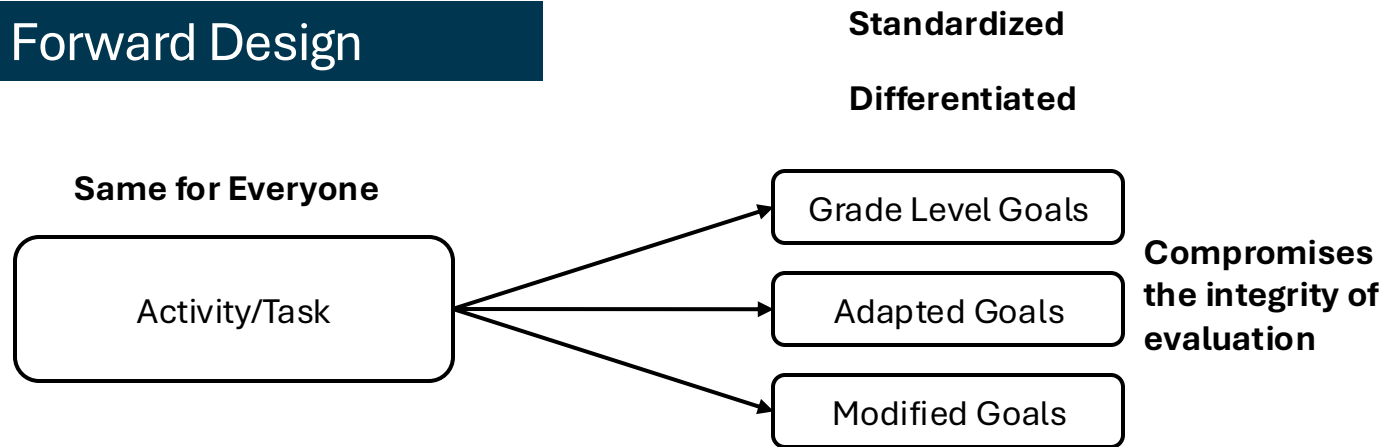 Forward Design
Standardized
Differentiated
Same for Everyone
Activity/Task
Grade Level Goals
Adapted Goals
Modified Goals
Compromises
the integrity of
evaluation